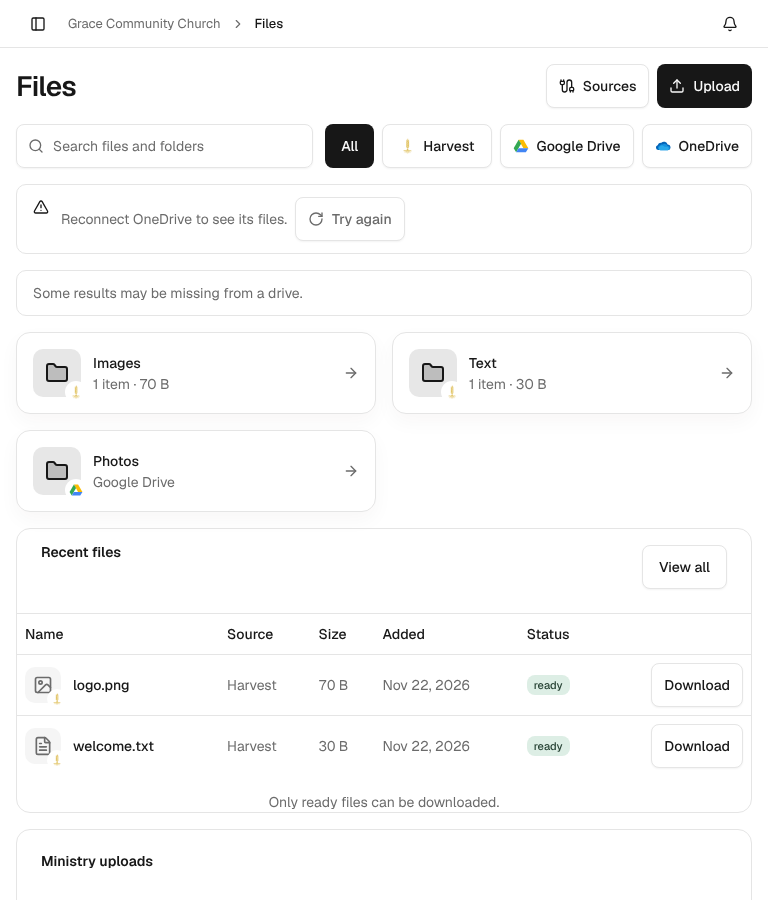 Grace Community Church > Files
Files
Sources
Upload
Search files and folders
All
Harvest
Google Drive
OneDrive
Reconnect OneDrive to see its files.
Try again
Some results may be missing from a drive.
Images
1 item · 70 B
Text
1 item · 30 B
Photos
Google Drive
Recent files
View all
Name Source Size Added Status
logo.png Harvest 70 B Nov 22, 2026 ready Download
welcome.txt Harvest 30 B Nov 22, 2026 ready Download
Only ready files can be downloaded.
Ministry uploads